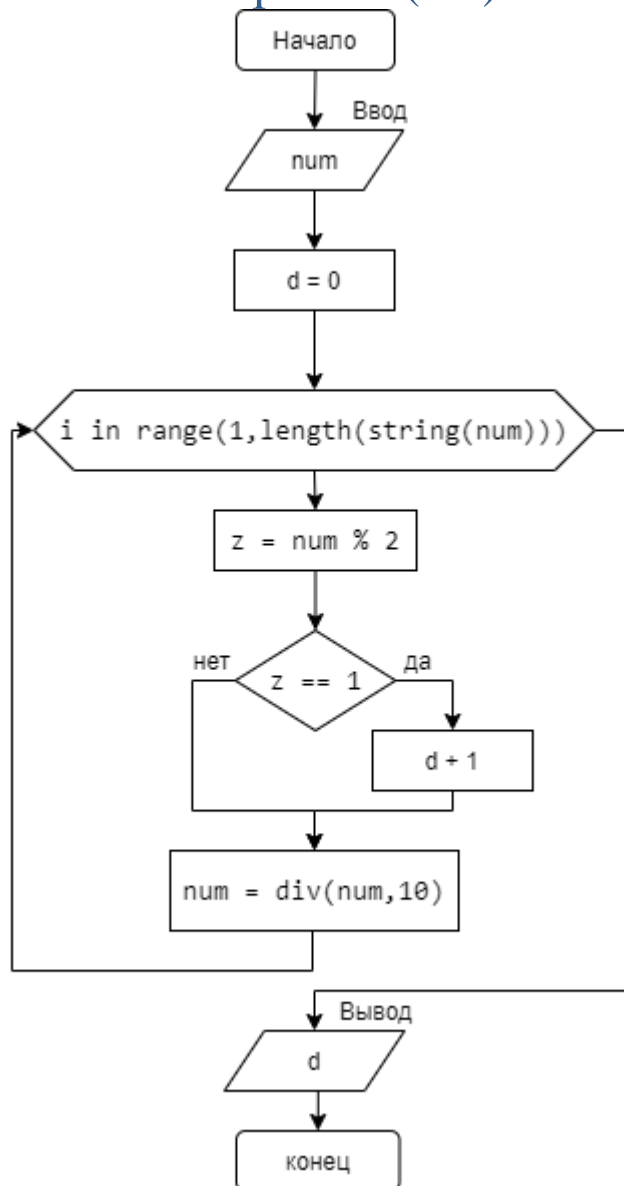 Начало
Ввод
num
d = 0
i in range(1,length(string(num)))
z = num % 2
нет
z == 1
да
d + 1
num = div(num,10)
Вывод
d
конец